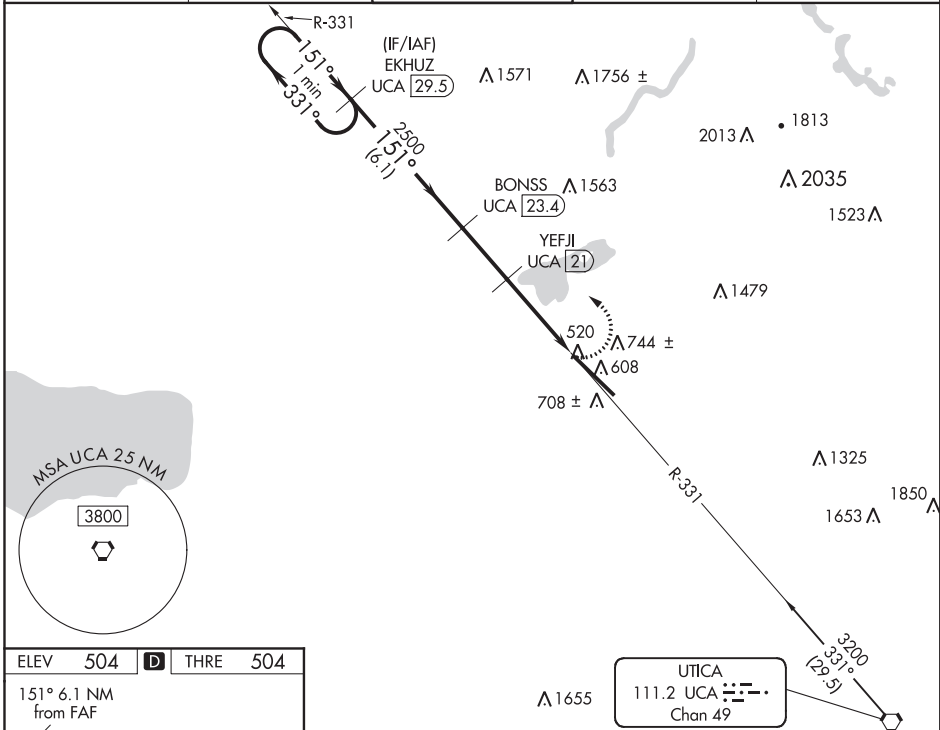 R-331
151°
1 min
331°
(IF/IAF)
EKHUZ
UCA 29.5
1571
1756 ±
2013
1813
2035
1523
2500
151°
(6.1)
BONSS
UCA 23.4
1563
YEFJI
UCA 21
1479
520
744 ±
608
708 ±
MSA UCA 25 NM
3800
R-331
1325
1850
1653
3200
331°
(29.5)
ELEV 504 D THRE 504
151° 6.1 NM
from FAF
1655
UTICA
111.2 UCA
Chan 49